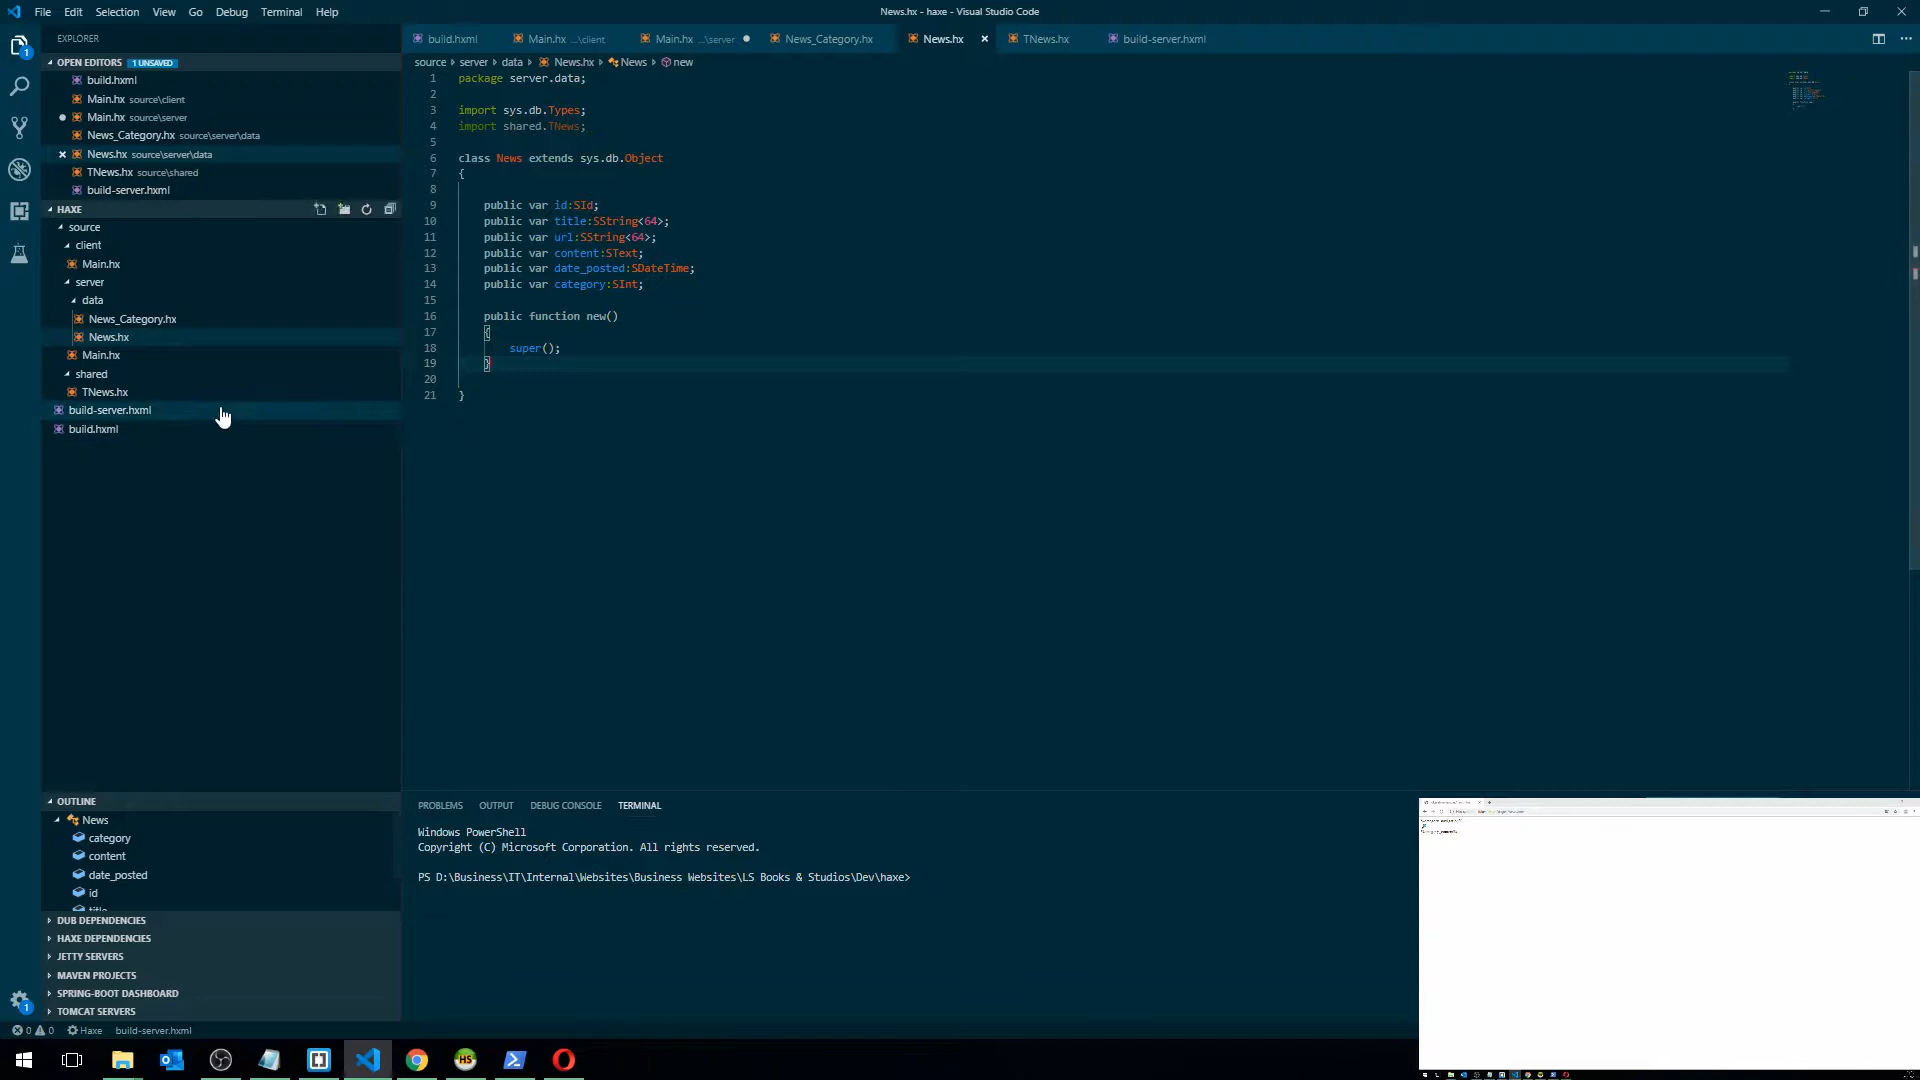 File Edit Selection View Go Debug Terminal Help
News.hx - haxe - Visual Studio Code
EXPLORER
OPEN EDITORS 1 UNSAVED
build.hxml
Main.hx source\client
Main.hx source\server
News_Category.hx source\server\data
News.hx source\server\data
TNews.hx source\shared
build-server.hxml
HAXE
source
client
Main.hx
server
data
News_Category.hx
News.hx
Main.hx
shared
TNews.hx
build-server.hxml
build.hxml
OUTLINE
News
category
content
date_posted
id
title
DUB DEPENDENCIES
HAXE DEPENDENCIES
JETTY SERVERS
MAVEN PROJECTS
SPRING-BOOT DASHBOARD
TOMCAT SERVERS
build.hxml Main.hx ...\client Main.hx ...\server News_Category.hx News.hx TNews.hx build-server.hxml
source server data News.hx News new
1 package server.data;
2
3 import sys.db.Types;
4 import shared.TNews;
5
6 class News extends sys.db.Object
7 {
8
9 public var id:SId;
10 public var title:SString<64>;
11 public var url:SString<64>;
12 public var content:SText;
13 public var date_posted:SDateTime;
14 public var category:SInt;
15
16 public function new()
17 {
18 super();
19 }
20
21 }
PROBLEMS OUTPUT DEBUG CONSOLE TERMINAL
Windows PowerShell
Copyright (C) Microsoft Corporation. All rights reserved.
PS D:\Business\IT\Internal\Websites\Business Websites\LS Books & Studios\Dev\haxe>
0 0 Haxe build-server.hxml
1
1
HS